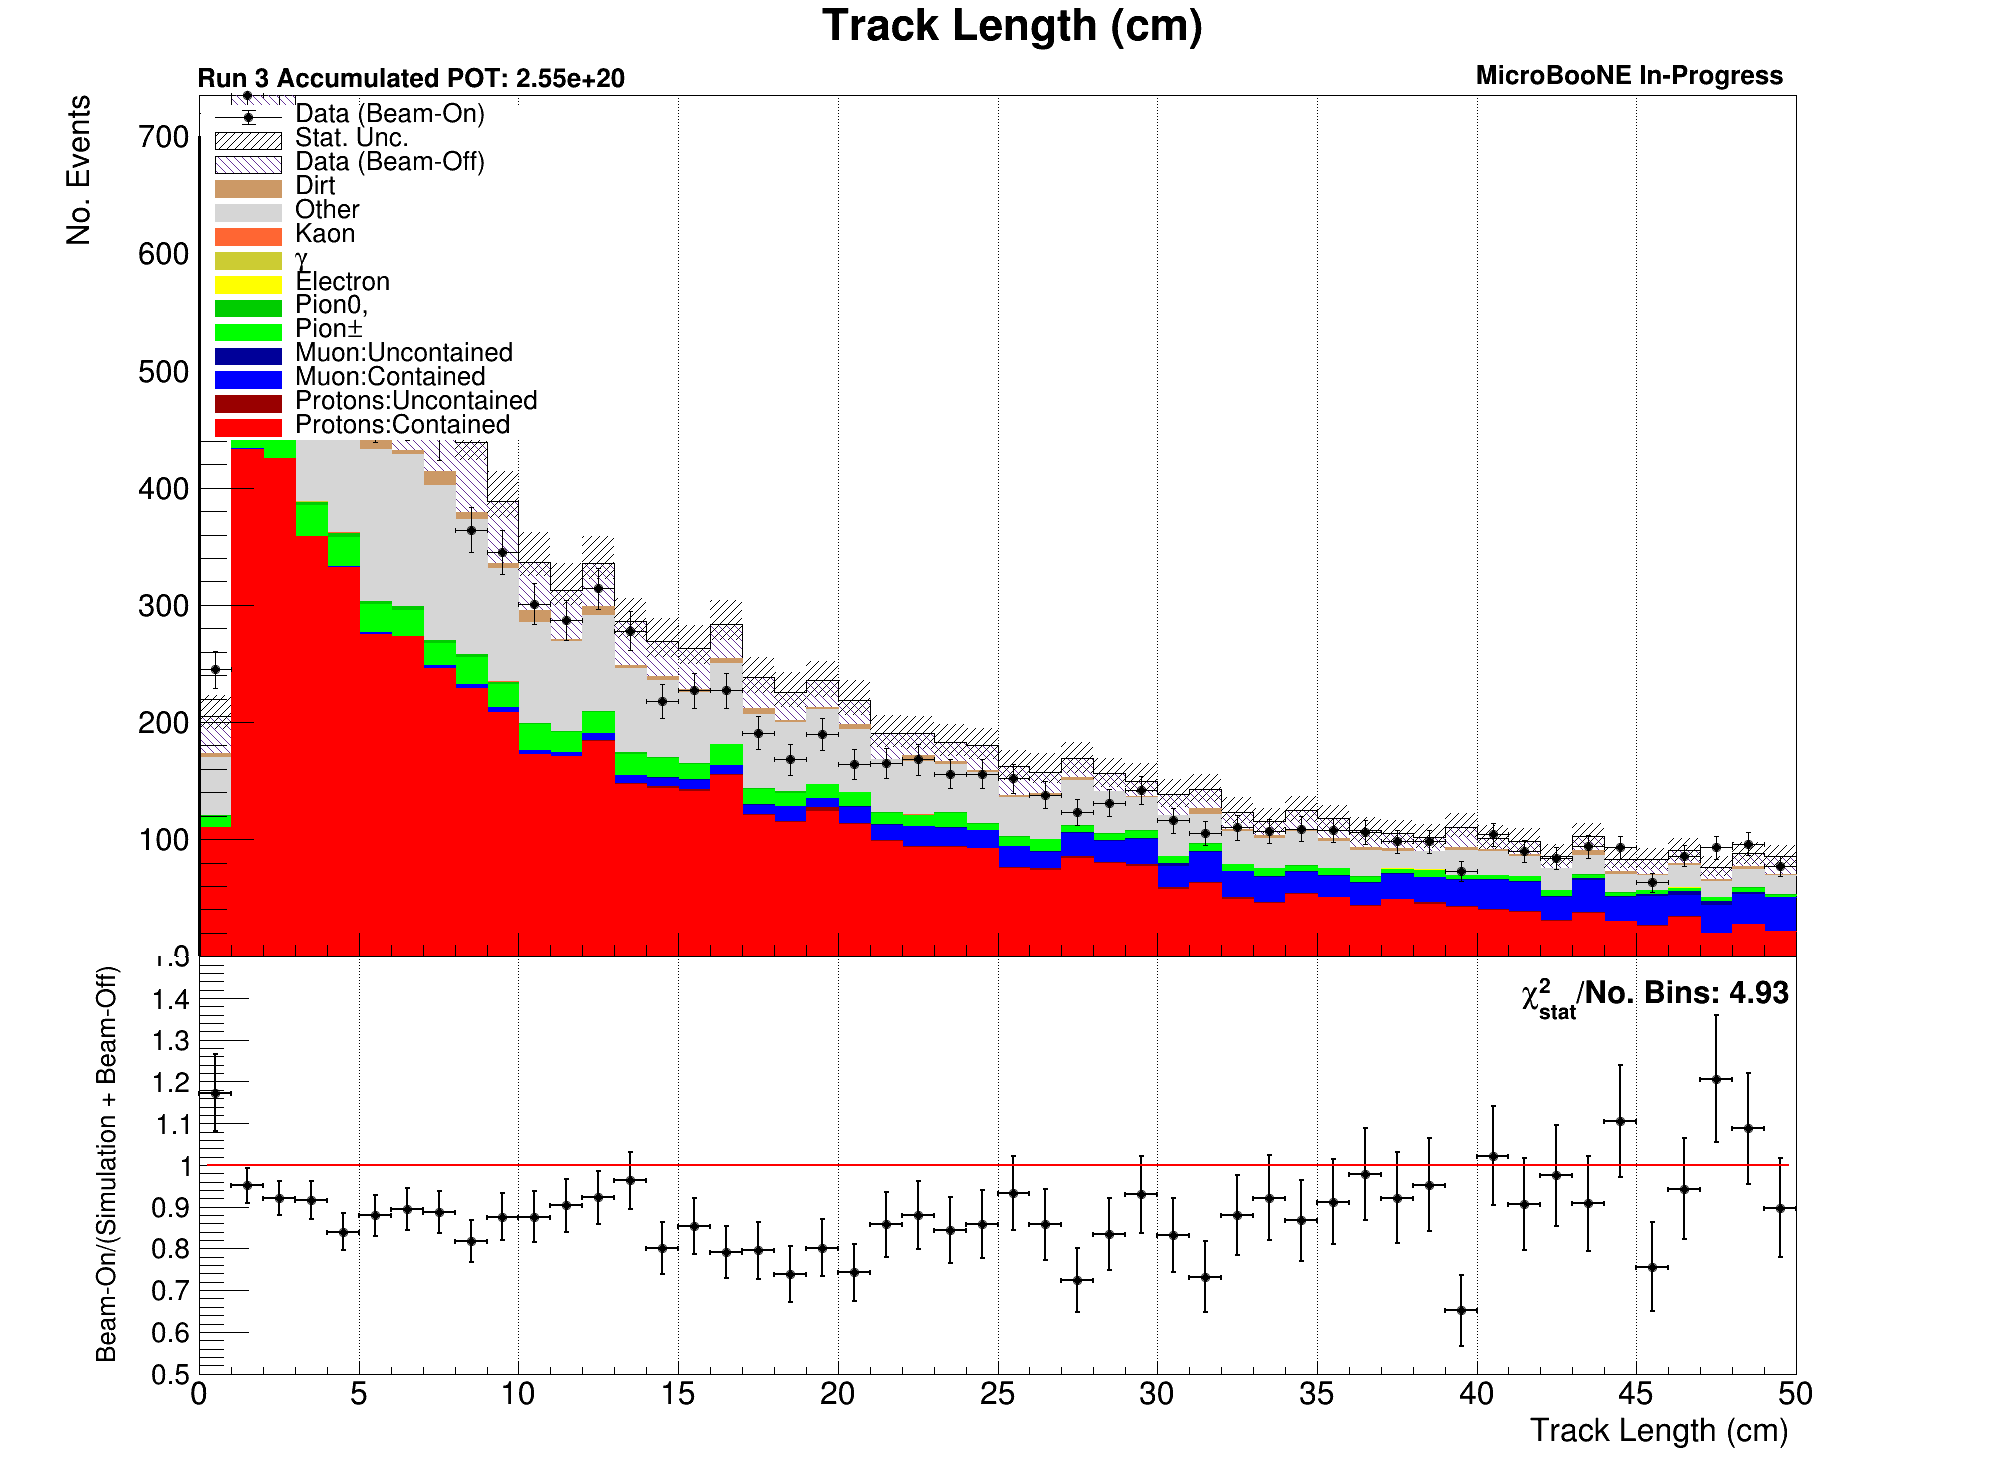 Track Length (cm)
Run 3 Accumulated POT: 2.55e+20
MicroBooNE In-Progress
No. Events
700
600
500
400
300
200
100
0
Data (Beam-On)
Stat. Unc.
Data (Beam-Off)
Dirt
Other
Kaon
γ
Electron
Pion0,
Pion±
Muon:Uncontained
Muon:Contained
Protons:Uncontained
Protons:Contained
Beam-On/(Simulation + Beam-Off)
χ²stat/No. Bins: 4.93
1.5
1.4
1.3
1.2
1.1
1
0.9
0.8
0.7
0.6
0.5
0 5 10 15 20 25 30 35 40 45 50
Track Length (cm)